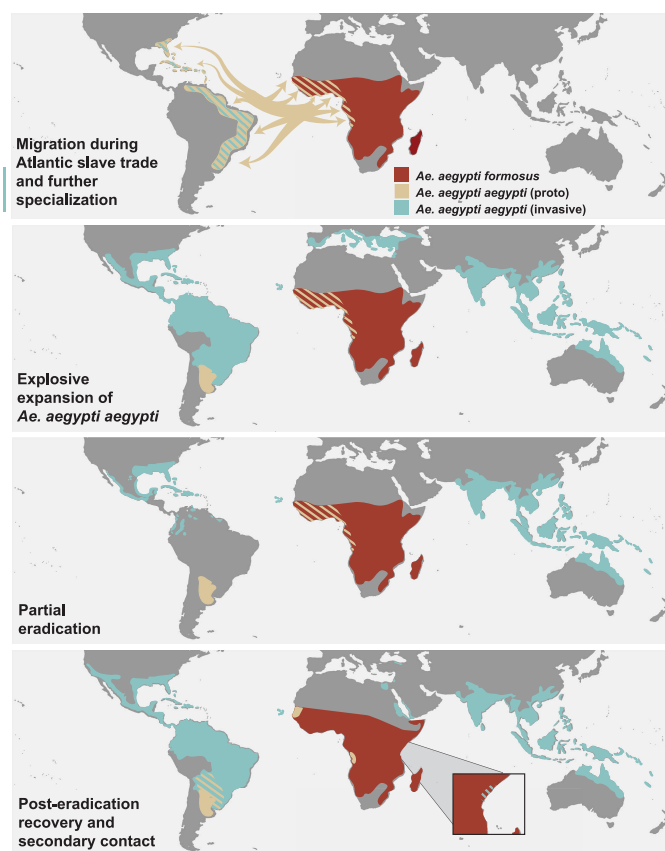 Migration during
Atlantic slave trade
and further
specialization
Ae. aegypti formosus
Ae. aegypti aegypti (proto)
Ae. aegypti aegypti (invasive)
Explosive
expansion of
Ae. aegypti aegypti
Partial
eradication
Post-eradication
recovery and
secondary contact